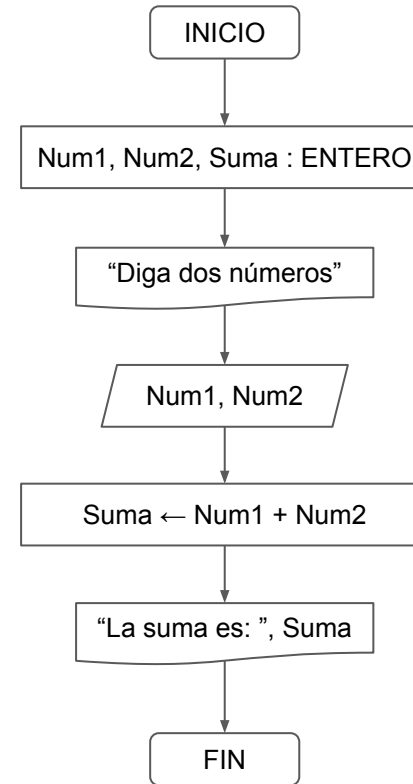 INICIO
Num1, Num2, Suma : ENTERO
“Diga dos números”
Num1, Num2
Suma ← Num1 + Num2
“La suma es: ”, Suma
FIN